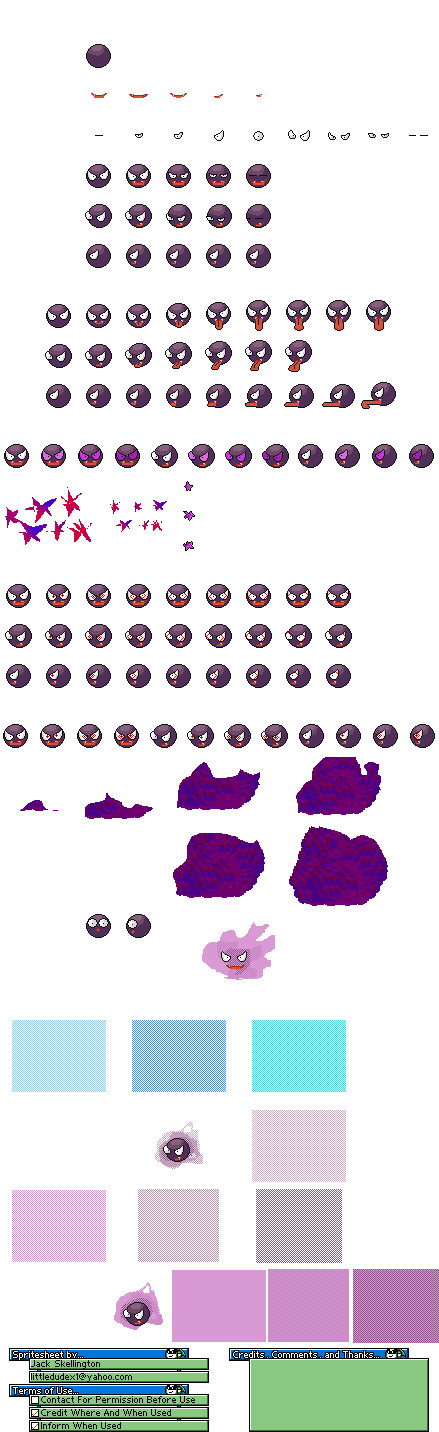 Spritesheet by...
Jack Skellington
littledudex1@yahoo.com
Terms of Use...
Contact For Permission Before Use
Credit Where And When Used
Inform When Used
Credits, Comments, and Thanks...